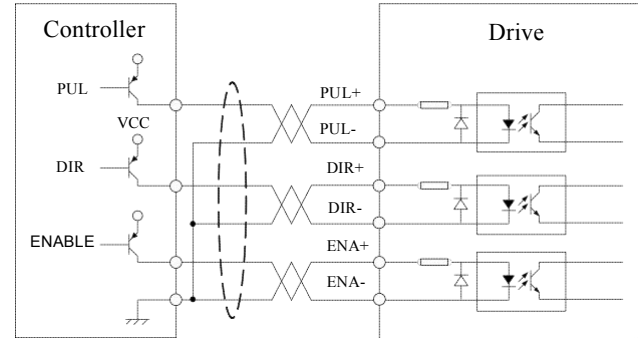 Controller
Drive
PUL
PUL+
VCC
PUL-
DIR
DIR+
DIR-
ENABLE
ENA+
ENA-